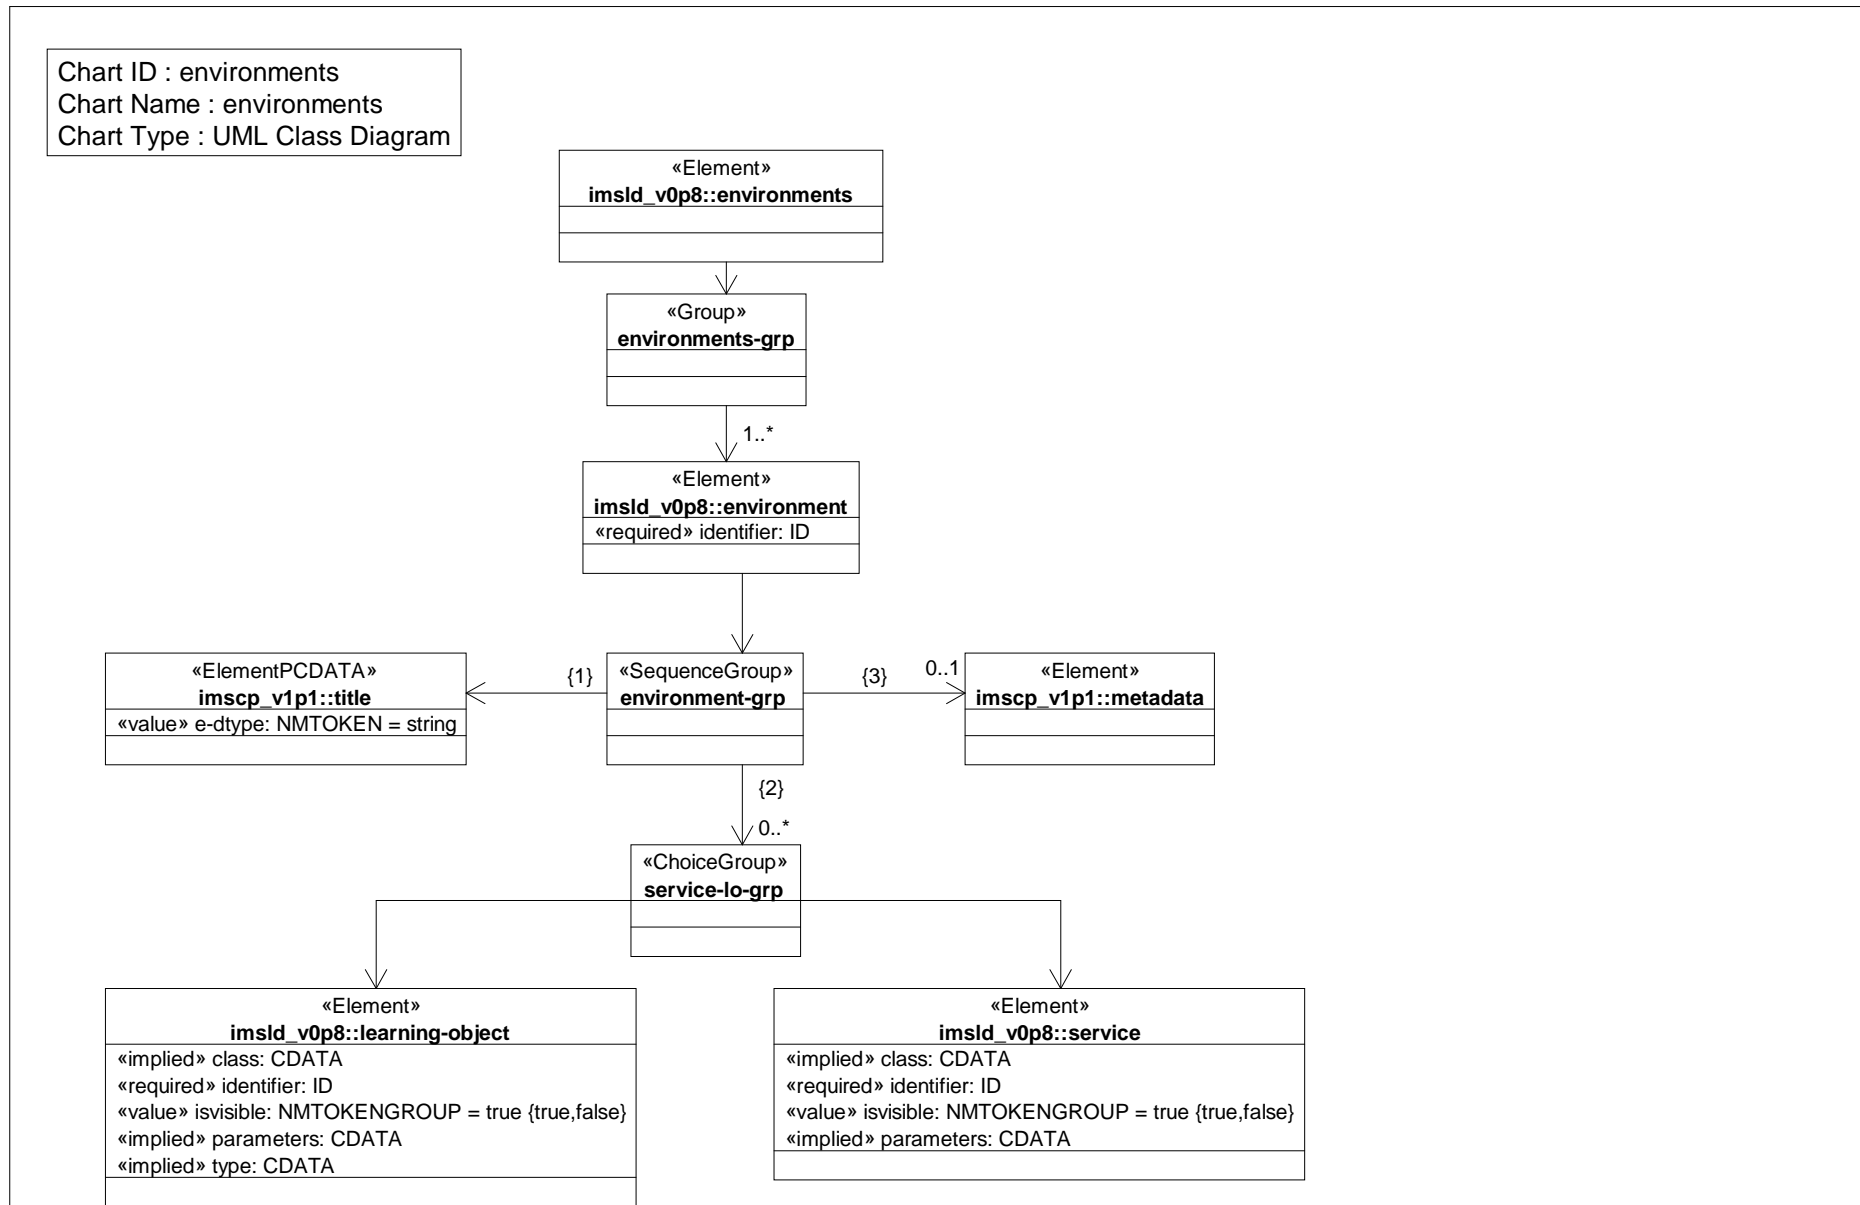 Chart ID : environments
Chart Name : environments
Chart Type : UML Class Diagram
«Element»
imsld_v0p8::environments
«Group»
environments-grp
1..*
«Element»
imsld_v0p8::environment
«required» identifier: ID
«ElementPCDATA»
imscp_v1p1::title
«value» e-dtype: NMTOKEN = string
{1}
«SequenceGroup»
environment-grp
{3}
0..1
«Element»
imscp_v1p1::metadata
{2}
0..*
«ChoiceGroup»
service-lo-grp
«Element»
imsld_v0p8::learning-object
«implied» class: CDATA
«required» identifier: ID
«value» isvisible: NMTOKENGROUP = true {true,false}
«implied» parameters: CDATA
«implied» type: CDATA
«Element»
imsld_v0p8::service
«implied» class: CDATA
«required» identifier: ID
«value» isvisible: NMTOKENGROUP = true {true,false}
«implied» parameters: CDATA